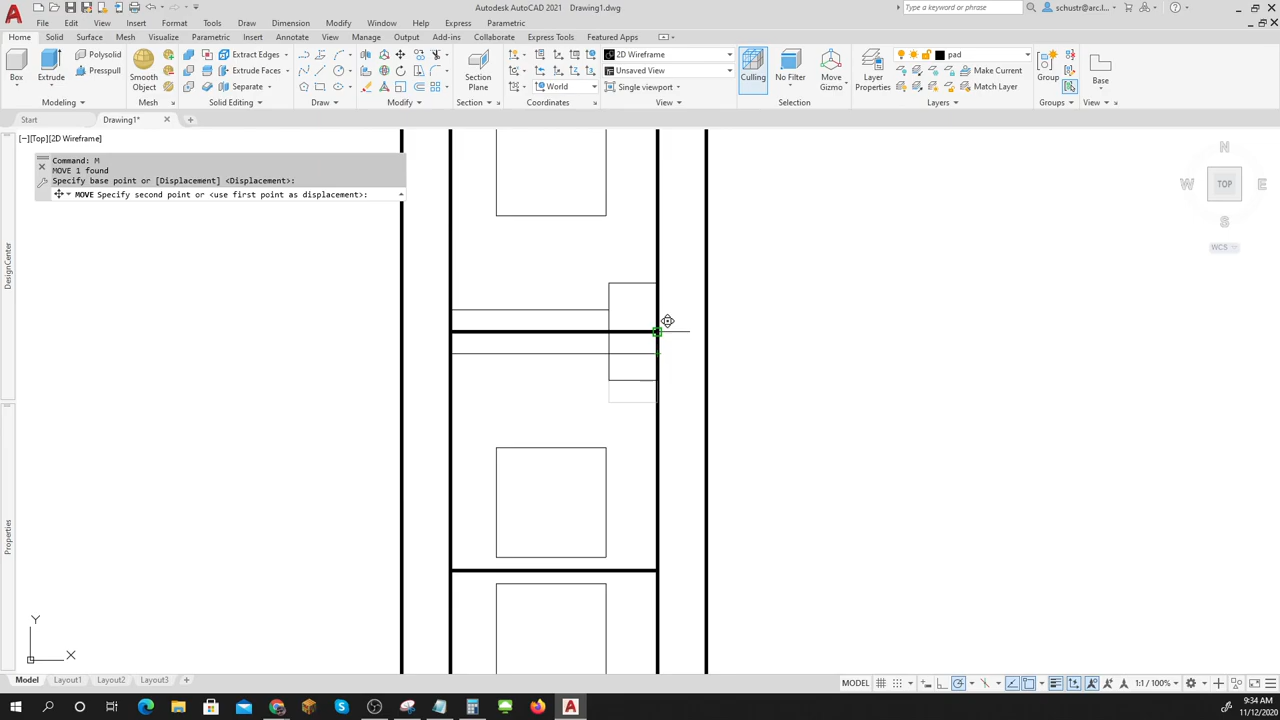 Autodesk AutoCAD 2021 Drawing1.dwg
Type a keyword or phrase
schustr@arc.l...
File Edit View Insert Format Tools Draw Dimension Modify Window Help Express Parametric
Home Solid Surface Mesh Visualize Parametric Insert Annotate View Manage Output Add-ins Collaborate Express Tools Featured Apps
Box
Extrude
Polysolid
Presspull
Smooth Object
Extract Edges
Extrude Faces
Separate
Section Plane
World
2D Wireframe
Unsaved View
Single viewport
Culling
No Filter
Move Gizmo
Layer Properties
pad
Make Current
Match Layer
Group
Base
Modeling Mesh Solid Editing Draw Modify Section Coordinates View Selection Layers Groups View
Start Drawing1*
[−][Top][2D Wireframe]
Command: M
MOVE 1 found
Specify base point or [Displacement] <Displacement>:
MOVE Specify second point or <use first point as displacement>:
N
W TOP E
S
WCS
DesignCenter
Properties
Y
X
Model Layout1 Layout2 Layout3
MODEL
1:1 / 100%
9:34 AM
11/12/2020